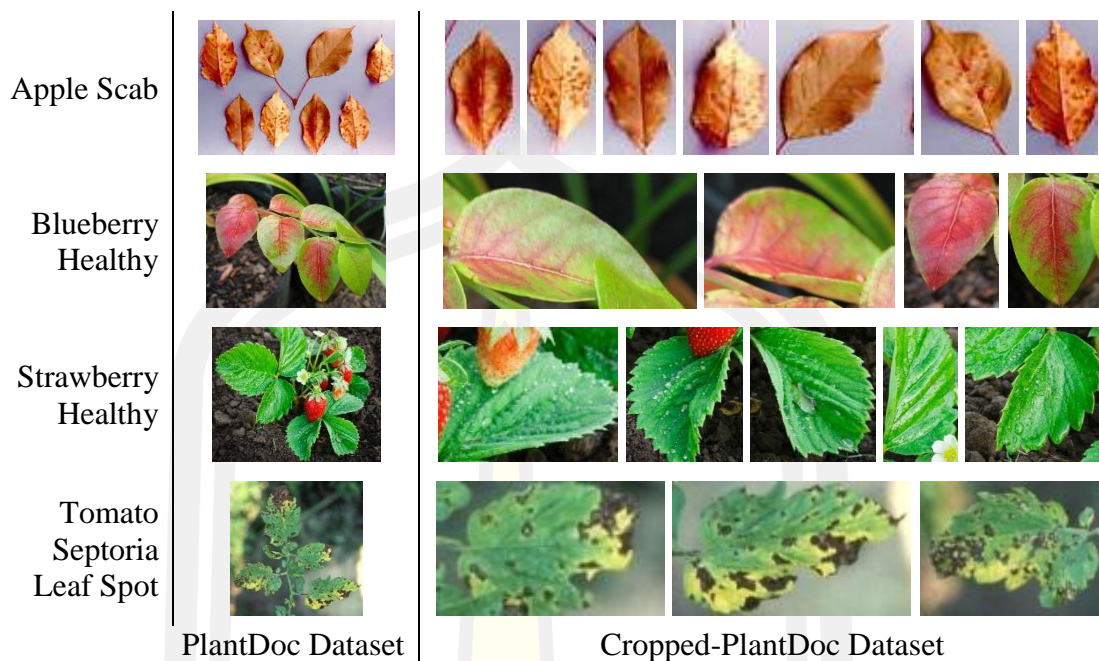 Apple Scab
Blueberry
Healthy
Strawberry
Healthy
Tomato
Septoria
Leaf Spot
PlantDoc Dataset
Cropped-PlantDoc Dataset